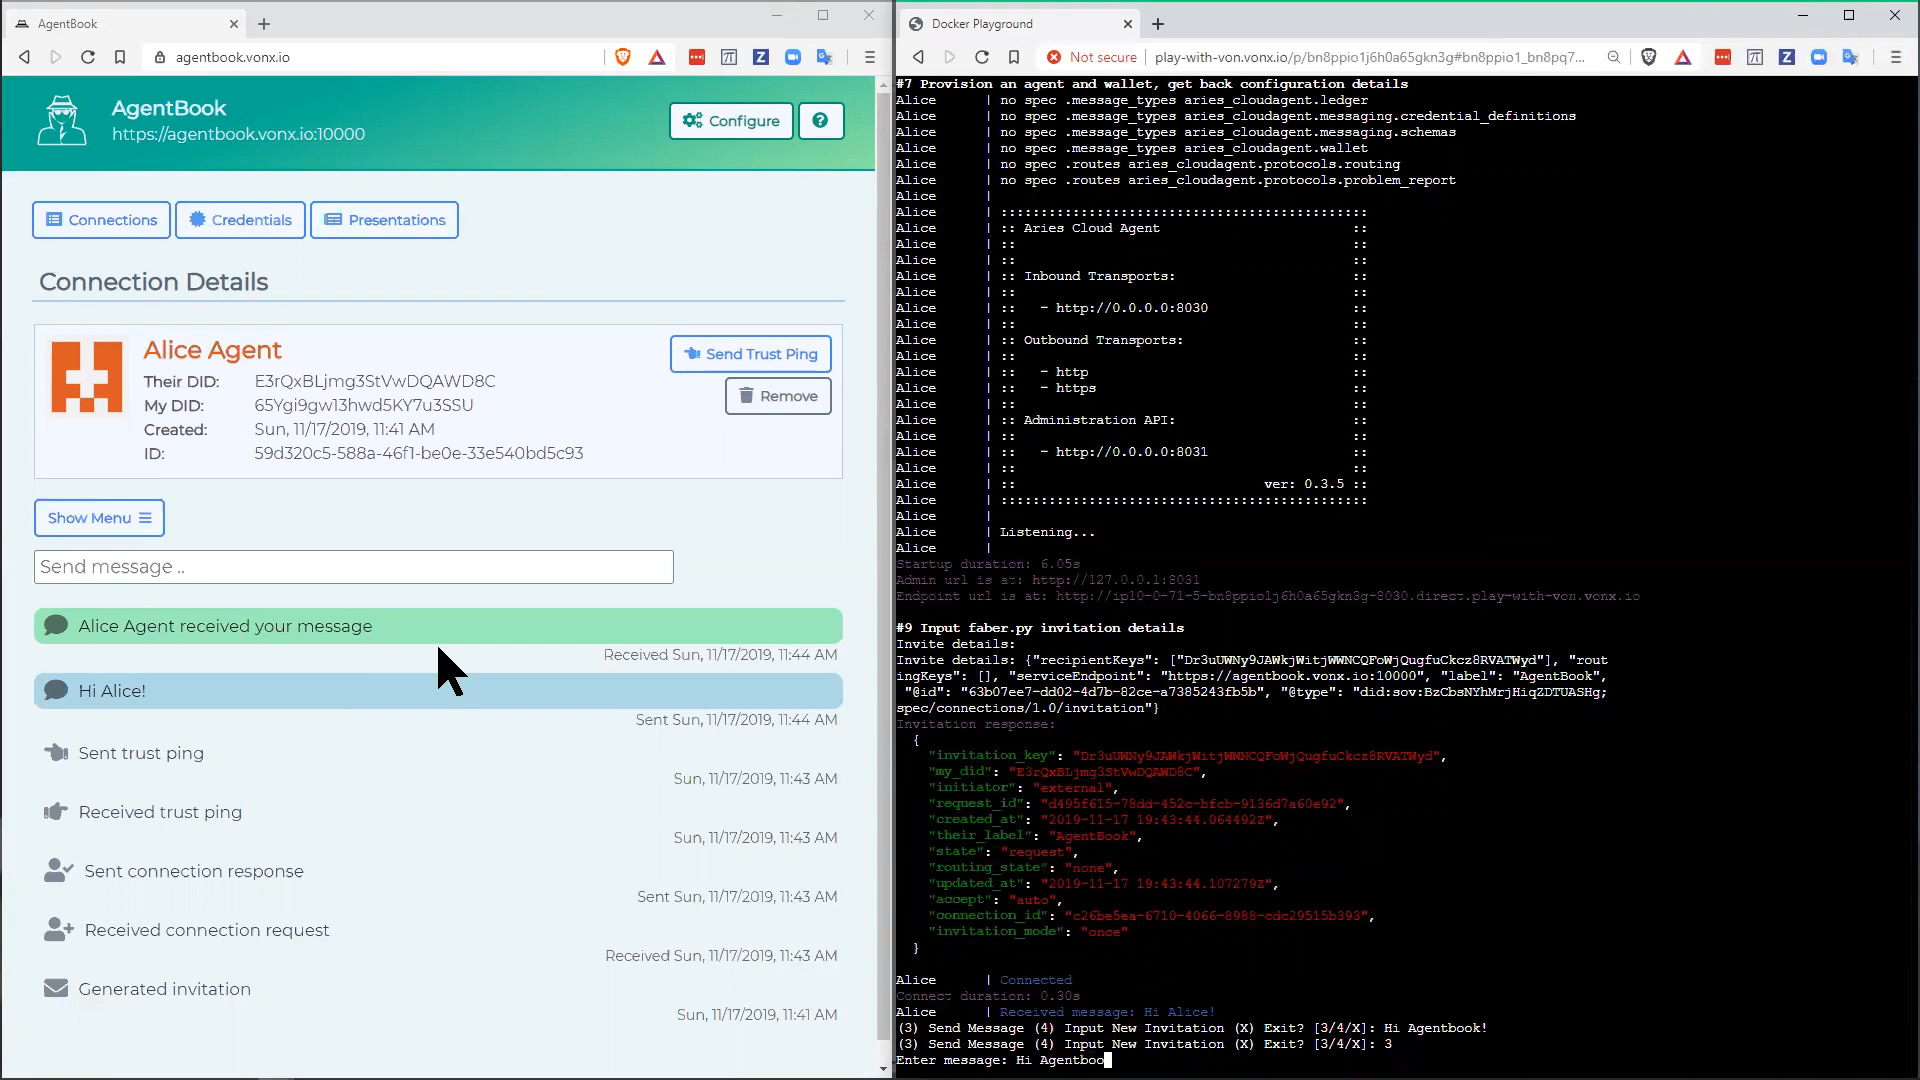 AgentBook
agentbook.vonx.io
AgentBook
https://agentbook.vonx.io:10000
Configure
Connections
Credentials
Presentations
Connection Details
Alice Agent
Send Trust Ping
Their DID: E3rQxBLjmg3StVwDQAWD8C
Remove
My DID: 65Ygi9gw13hwd5KY7u3SSU
Created: Sun, 11/17/2019, 11:41 AM
ID: 59d320c5-588a-46f1-be0e-33e540bd5c93
Show Menu
Send message ..
Alice Agent received your message
Received Sun, 11/17/2019, 11:44 AM
Hi Alice!
Sent Sun, 11/17/2019, 11:44 AM
Sent trust ping
Sun, 11/17/2019, 11:43 AM
Received trust ping
Sun, 11/17/2019, 11:43 AM
Sent connection response
Sent Sun, 11/17/2019, 11:43 AM
Received connection request
Received Sun, 11/17/2019, 11:43 AM
Generated invitation
Sun, 11/17/2019, 11:41 AM
Docker Playground
Not secure play-with-von.vonx.io/p/bn8ppio1j6h0a65gkn3g#bn8ppio1_bn8pq7...
#7 Provision an agent and wallet, get back configuration details
Alice | no spec .message_types aries_cloudagent.ledger
Alice | no spec .message_types aries_cloudagent.messaging.credential_definitions
Alice | no spec .message_types aries_cloudagent.messaging.schemas
Alice | no spec .message_types aries_cloudagent.wallet
Alice | no spec .routes aries_cloudagent.protocols.routing
Alice | no spec .routes aries_cloudagent.protocols.problem_report
Alice |
Alice | ::::::::::::::::::::::::::::::::::::::::::::::
Alice | :: Aries Cloud Agent ::
Alice | :: ::
Alice | :: ::
Alice | :: Inbound Transports: ::
Alice | :: ::
Alice | :: - http://0.0.0.0:8030 ::
Alice | :: ::
Alice | :: Outbound Transports: ::
Alice | :: ::
Alice | :: - http ::
Alice | :: - https ::
Alice | :: ::
Alice | :: Administration API: ::
Alice | :: ::
Alice | :: - http://0.0.0.0:8031 ::
Alice | :: ::
Alice | :: ver: 0.3.5 ::
Alice | ::::::::::::::::::::::::::::::::::::::::::::::
Alice |
Alice | Listening...
Alice |
Startup duration: 6.05s
Admin url is at: http://127.0.0.1:8031
Endpoint url is at: http://ip10-0-71-5-bn8ppio1j6h0a65gkn3g-8030.direct.play-with-von.vonx.io
#9 Input faber.py invitation details
Invite details:
Invite details: {"recipientKeys": ["Dr3uUWNy9JAWkjWitjWWNCQFoWjQugfuCkcz8RVATWyd"], "rout
ingKeys": [], "serviceEndpoint": "https://agentbook.vonx.io:10000", "label": "AgentBook",
"@id": "63b07ee7-dd02-4d7b-82ce-a7385243fb5b", "@type": "did:sov:BzCbsNYhMrjHiqZDTUASHg;
spec/connections/1.0/invitation"}
Invitation response:
{
"invitation_key": "Dr3uUWNy9JAWkjWitjWWNCQFoWjQugfuCkcz8RVATWyd",
"my_did": "E3rQxBLjmg3StVwDQAWD8C",
"initiator": "external",
"request_id": "d495f615-78dd-452c-bfcb-9136d7a60e92",
"created_at": "2019-11-17 19:43:44.064492Z",
"their_label": "AgentBook",
"state": "request",
"routing_state": "none",
"updated_at": "2019-11-17 19:43:44.107279Z",
"accept": "auto",
"connection_id": "c26be5ea-6710-4066-8988-cdc29515b393",
"invitation_mode": "once"
}
Alice | Connected
Connect duration: 0.30s
Alice | Received message: Hi Alice!
(3) Send Message (4) Input New Invitation (X) Exit? [3/4/X]: Hi Agentbook!
(3) Send Message (4) Input New Invitation (X) Exit? [3/4/X]: 3
Enter message: Hi Agentboo